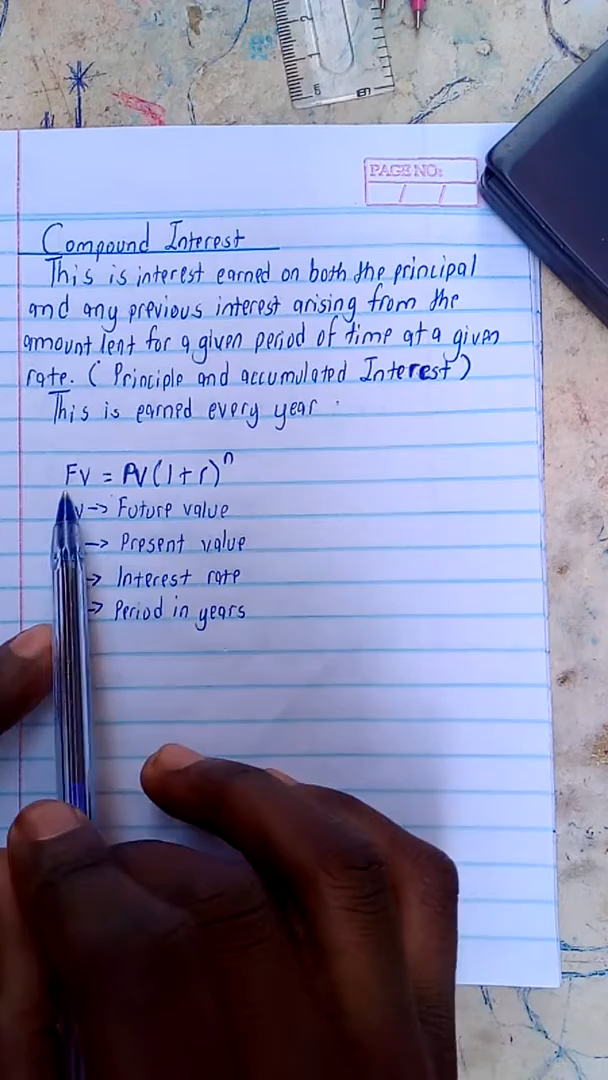 PAGE NO:
Compound Interest
This is interest earned on both the principal
and any previous interest arising from the
amount lent for a given period of time at a given
rate. ( Principle and accumulated Interest )
This is earned every year.
Fv = PV(1+r)^n
v -> Future value
-> Present value
-> Interest rate
-> Period in years